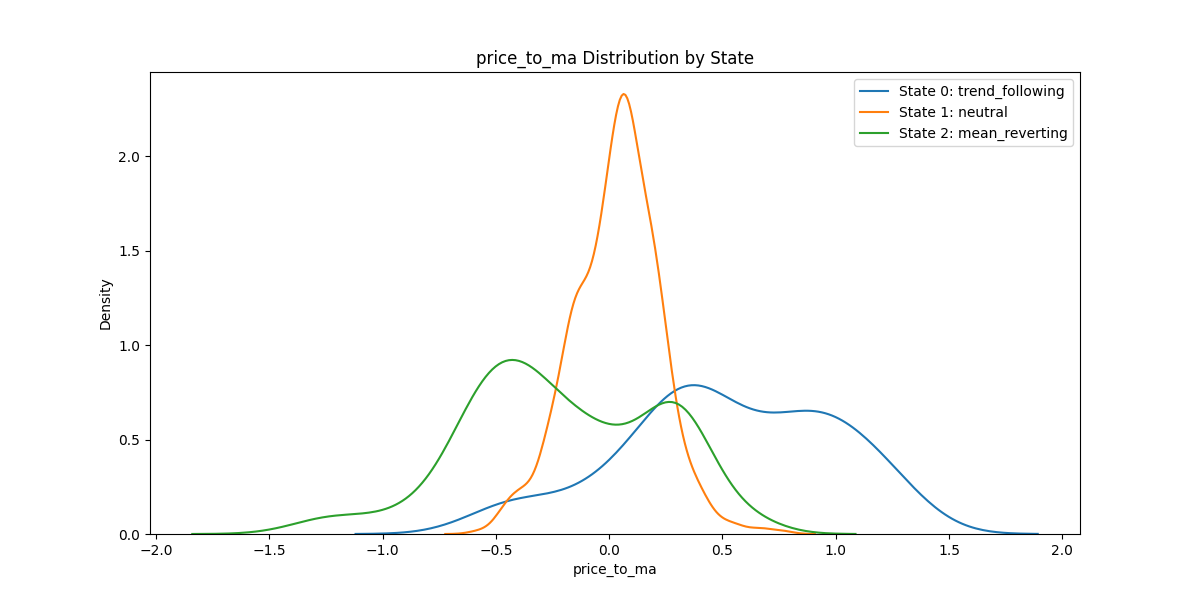 price_to_ma Distribution by State
State 0: trend_following
State 1: neutral
State 2: mean_reverting
Density
2.0
1.5
1.0
0.5
0.0
−2.0 −1.5 −1.0 −0.5 0.0 0.5 1.0 1.5 2.0
price_to_ma